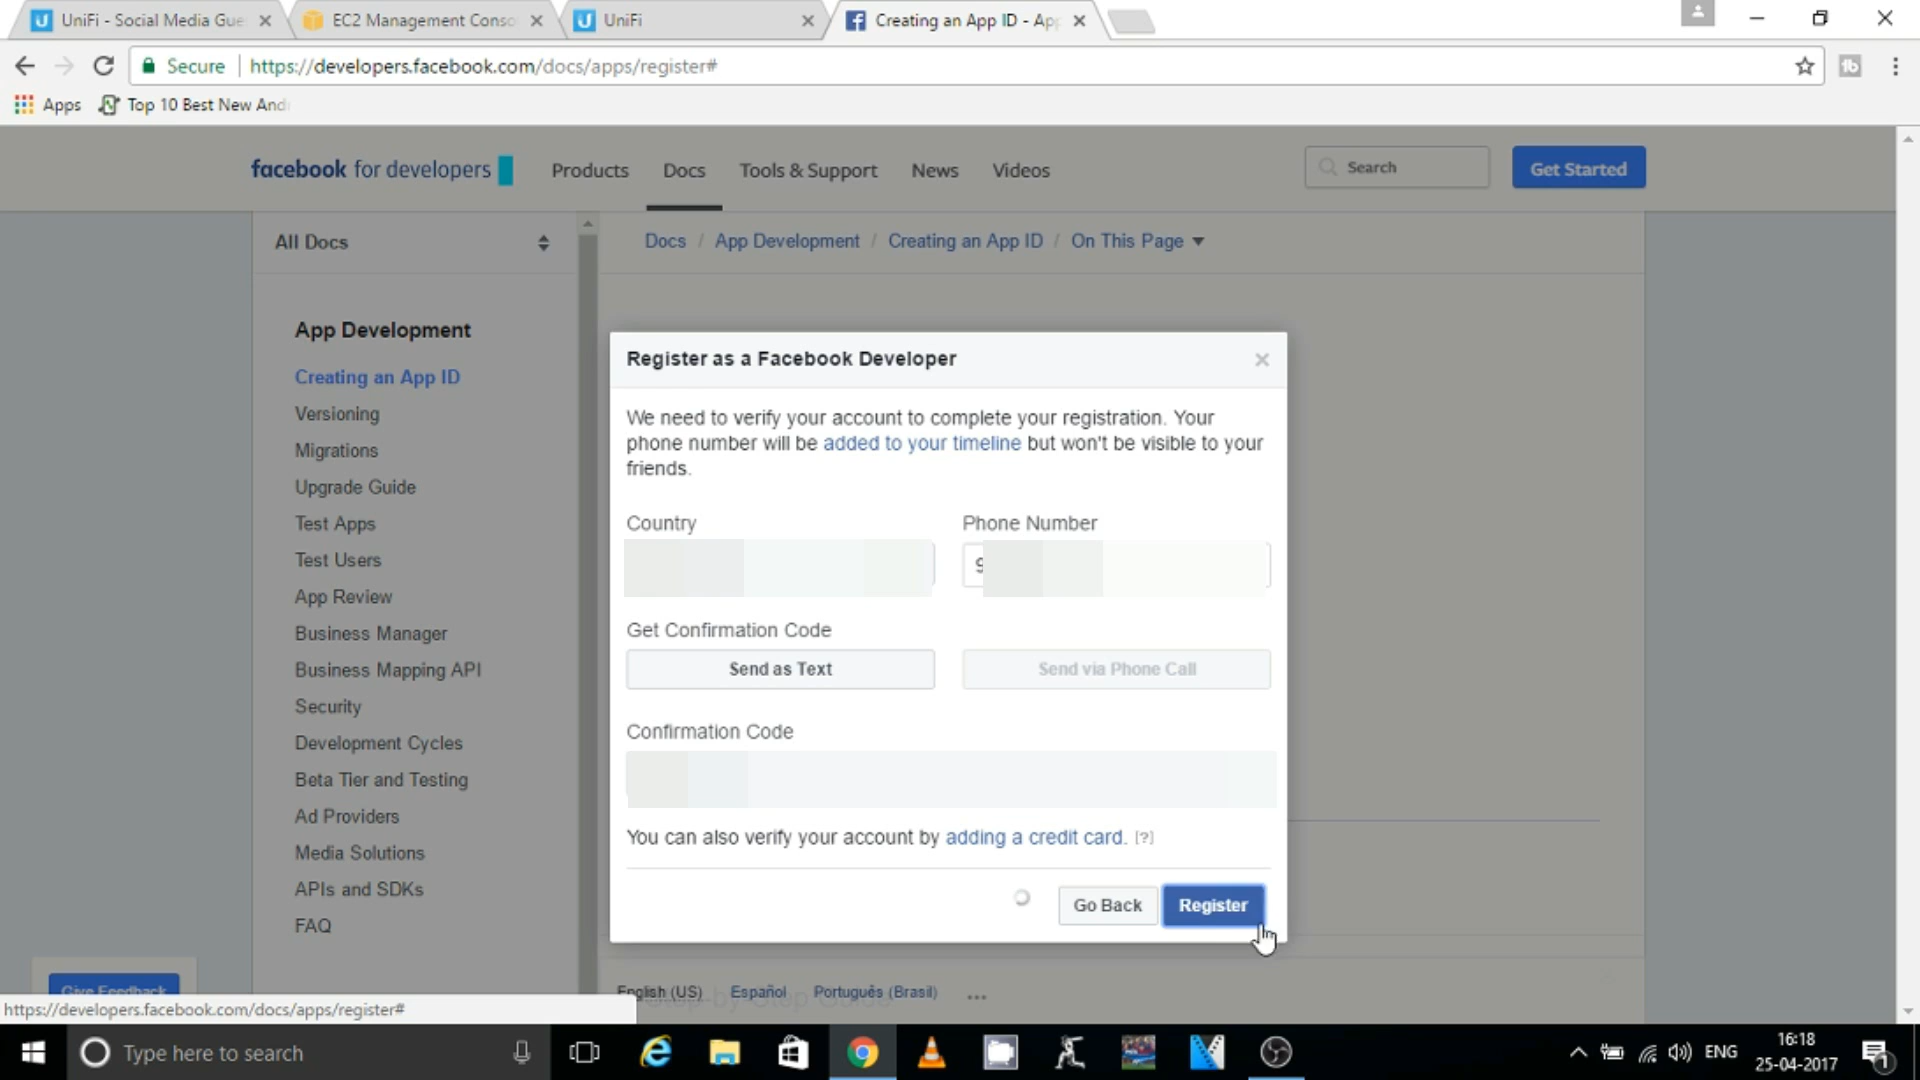 UniFi - Social Media Gue
EC2 Management Conso
UniFi
Creating an App ID - App
Secure
https://developers.facebook.com/docs/apps/register#
Apps
Top 10 Best New And
facebook for developers
Products
Docs
Tools & Support
News
Videos
Search
Get Started
All Docs
Docs / App Development / Creating an App ID / On This Page
App Development
Creating an App ID
Versioning
Migrations
Upgrade Guide
Test Apps
Test Users
App Review
Business Manager
Business Mapping API
Security
Development Cycles
Beta Tier and Testing
Ad Providers
Media Solutions
APIs and SDKs
FAQ
Give Feedback
Register as a Facebook Developer
We need to verify your account to complete your registration. Your
phone number will be added to your timeline but won't be visible to your
friends.
Country
Phone Number
9
Get Confirmation Code
Send as Text
Send via Phone Call
Confirmation Code
You can also verify your account by adding a credit card. [?]
Go Back
Register
English (US)
Español
Português (Brasil)
...
https://developers.facebook.com/docs/apps/register#
Type here to search
ENG
16:18
25-04-2017
1